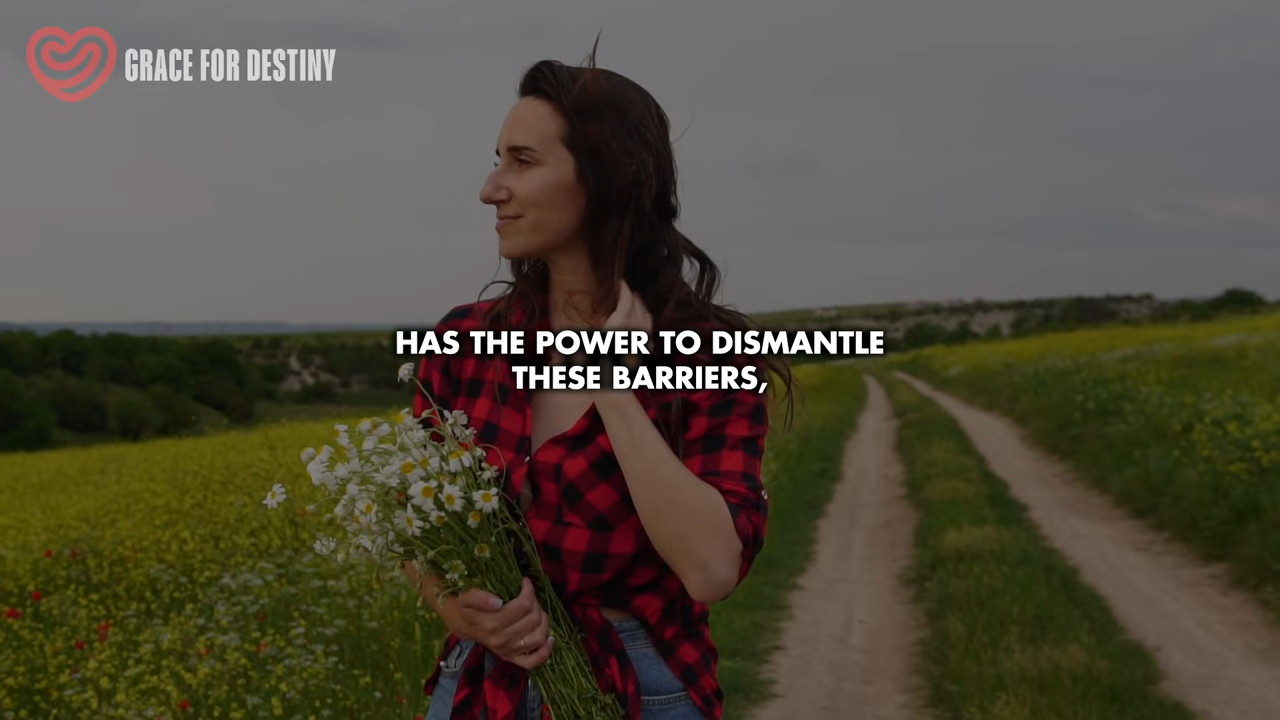 GRACE FOR DESTINY
HAS THE POWER TO DISMANTLE
THESE BARRIERS,